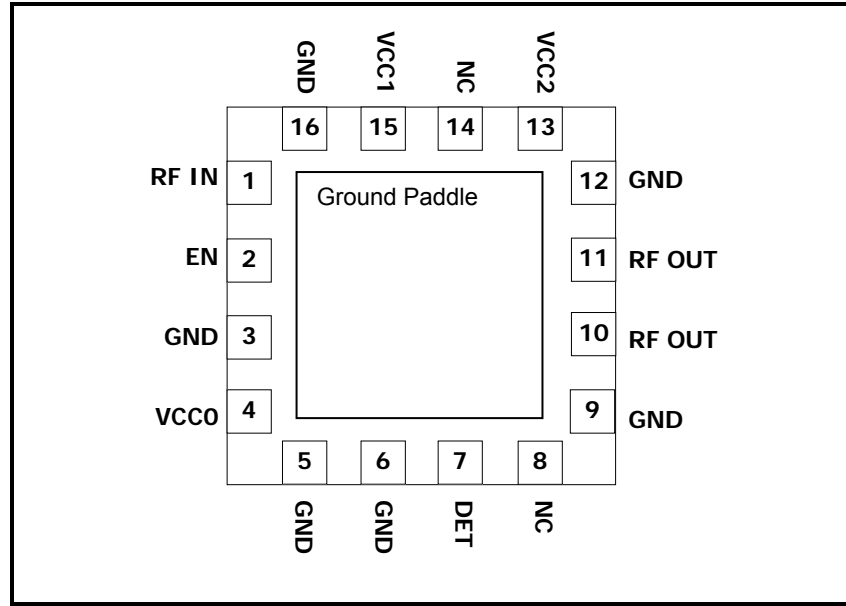 GND
VCC1
NC
VCC2
16
15
14
13
RF IN
1
Ground Paddle
12
GND
EN
2
11
RF OUT
GND
3
10
RF OUT
VCC0
4
9
GND
5
6
7
8
GND
GND
DET
NC